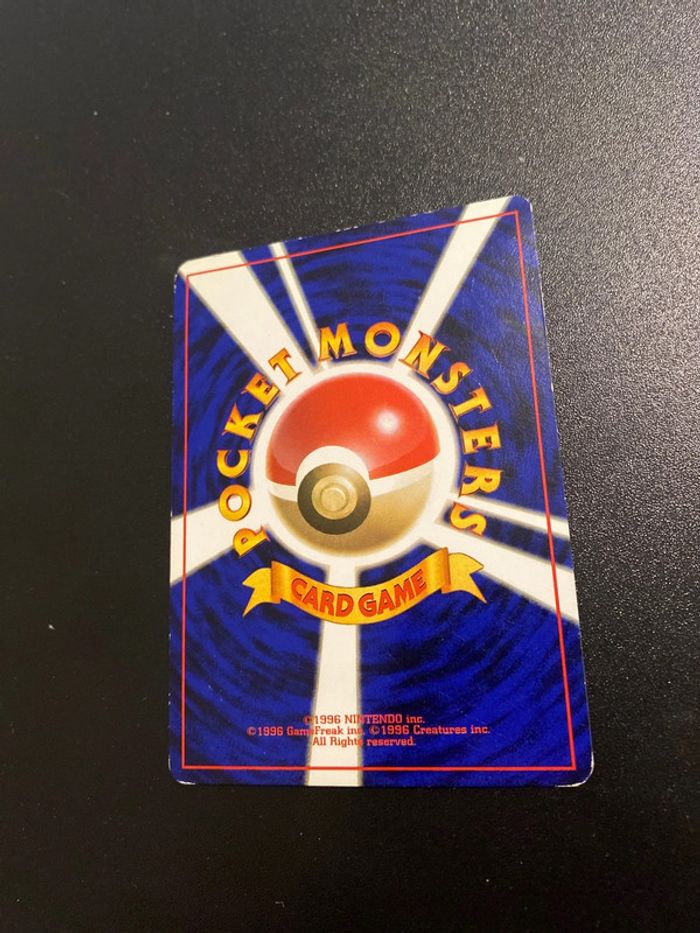 POCKET MONSTERS
CARD GAME
©1996 NINTENDO inc.
©1996 GameFreak inc. ©1996 Creatures inc.
All Rights reserved.